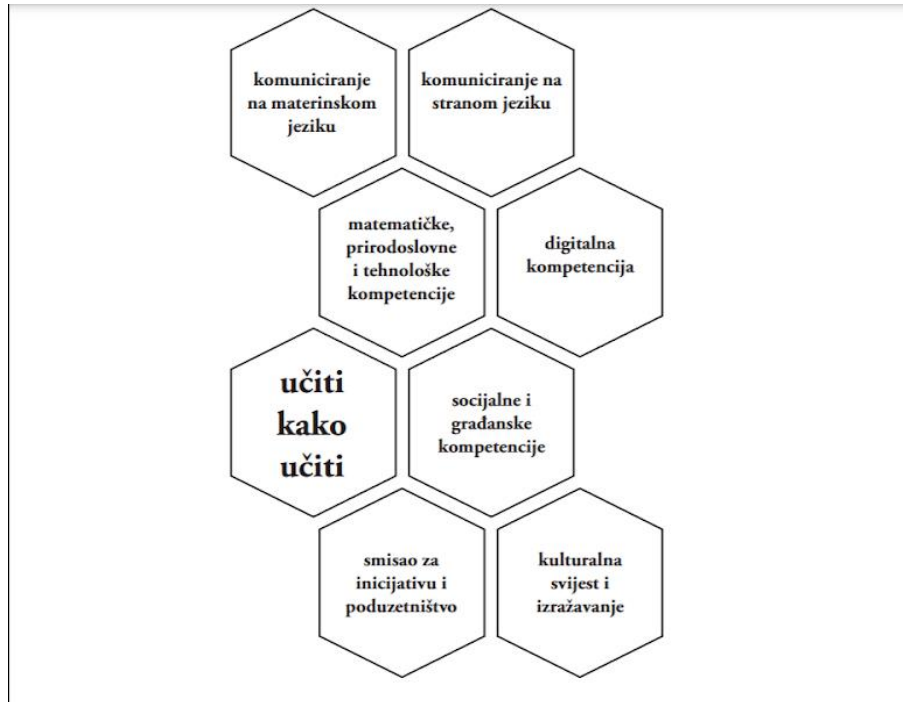 komuniciranje
na materinskom
jeziku
komuniciranje na
stranom jeziku
matematičke,
prirodoslovne
i tehnološke
kompetencije
digitalna
kompetencija
učiti
kako
učiti
socijalne i
građanske
kompetencije
smisao za
inicijativu i
poduzetništvo
kulturalna
svijest i
izražavanje